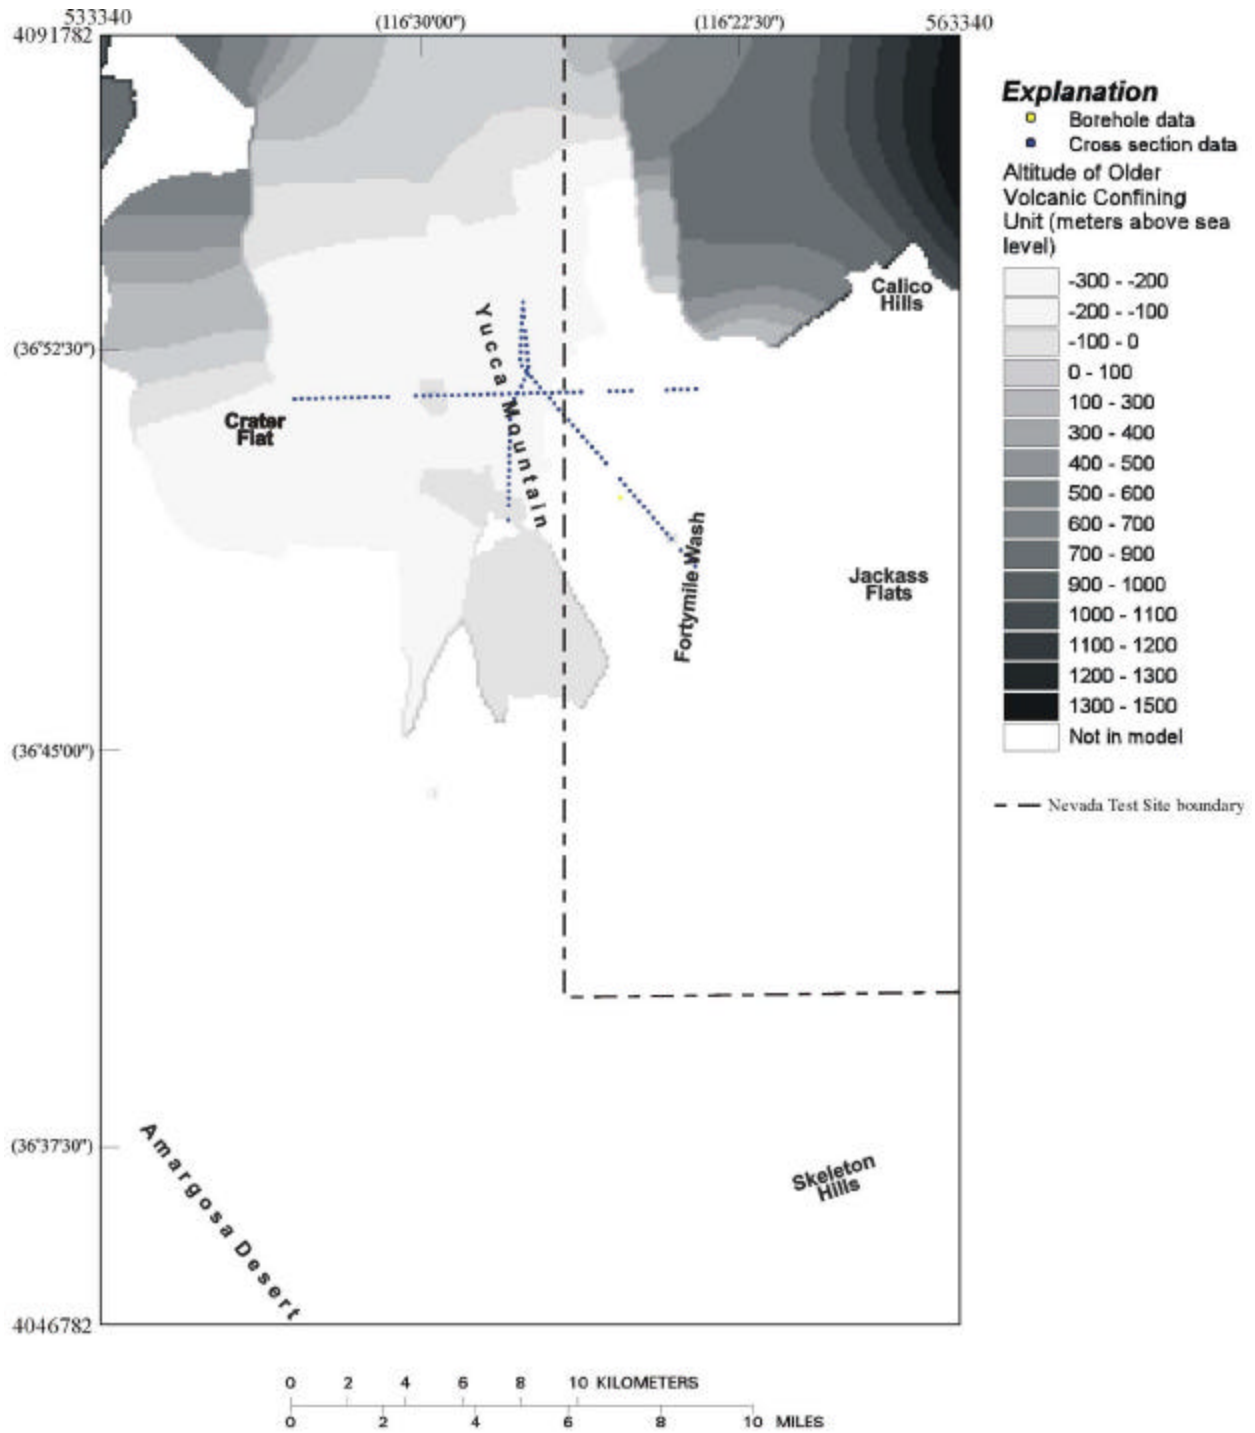 533340
(116°30'00")
(116°22'30")
563340
4091782
Explanation
Borehole data
Cross section data
Altitude of Older
Volcanic Confining
Unit (meters above sea
level)
-300 - -200
-200 - -100
-100 - 0
0 - 100
100 - 300
300 - 400
400 - 500
500 - 600
600 - 700
700 - 900
900 - 1000
1000 - 1100
1100 - 1200
1200 - 1300
1300 - 1500
Not in model
Nevada Test Site boundary
Calico
Hills
(36°52'30")
Yucca Mountain
Crater
Flat
Fortymile Wash
Jackass
Flats
(36°45'00")
(36°37'30")
Amargosa Desert
Skeleton
Hills
4046782
0 2 4 6 8 10 KILOMETERS
0 2 4 6 8 10 MILES